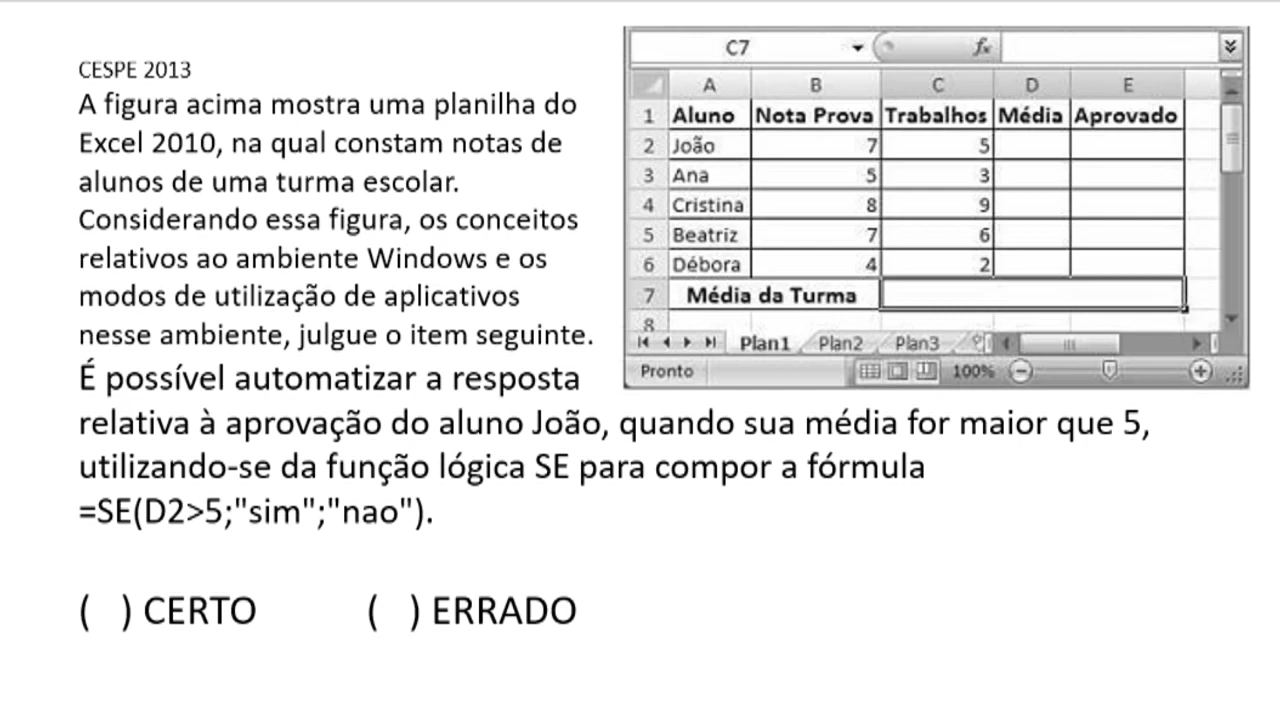 CESPE 2013
A figura acima mostra uma planilha do
Excel 2010, na qual constam notas de
alunos de uma turma escolar.
Considerando essa figura, os conceitos
relativos ao ambiente Windows e os
modos de utilização de aplicativos
nesse ambiente, julgue o item seguinte.
É possível automatizar a resposta
relativa à aprovação do aluno João, quando sua média for maior que 5,
utilizando-se da função lógica SE para compor a fórmula
=SE(D2>5;"sim";"nao").
( ) CERTO ( ) ERRADO
C7 fx
A B C D E
1 Aluno Nota Prova Trabalhos Média Aprovado
2 João 7 5
3 Ana 5 3
4 Cristina 8 9
5 Beatriz 7 6
6 Débora 4 2
7 Média da Turma
8
Plan1 Plan2 Plan3
Pronto 100%